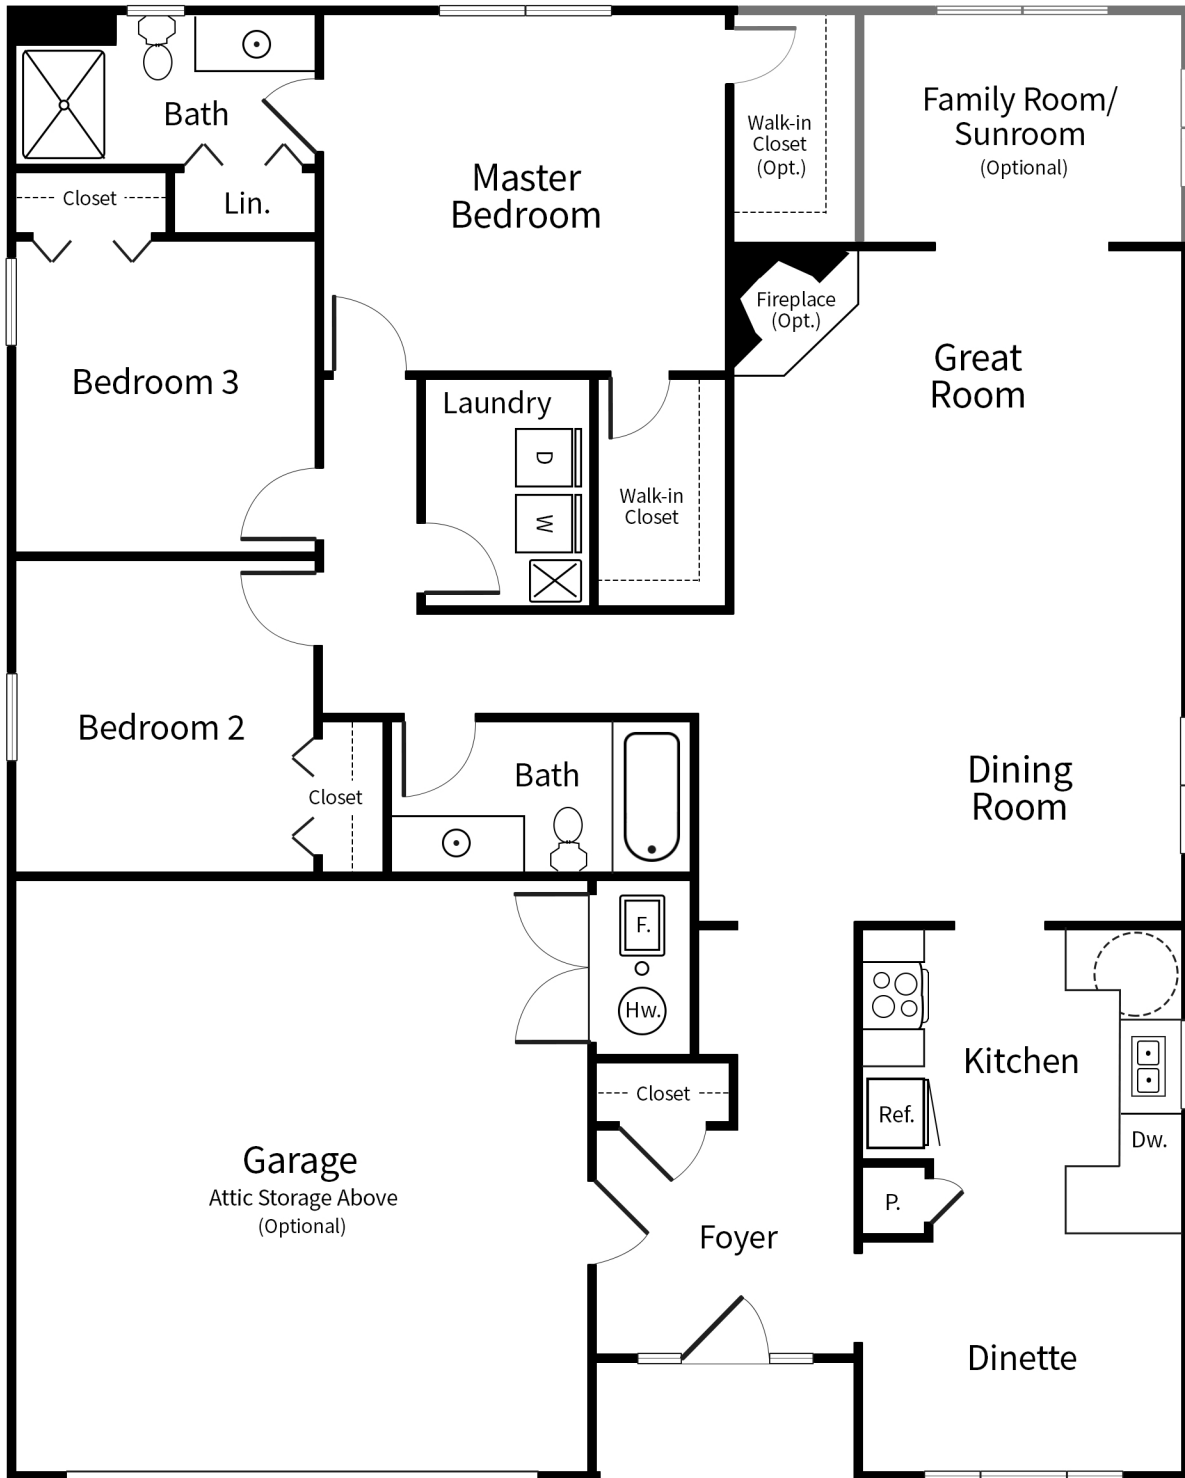 Bath
Closet
Lin.
Master
Bedroom
Walk-in
Closet
(Opt.)
Family Room/
Sunroom
(Optional)
Bedroom 3
Fireplace
(Opt.)
Great
Room
Laundry
D
W
Walk-in
Closet
Bedroom 2
Closet
Bath
Dining
Room
F.
Hw.
Closet
Kitchen
Ref.
Dw.
P.
Garage
Attic Storage Above
(Optional)
Foyer
Dinette